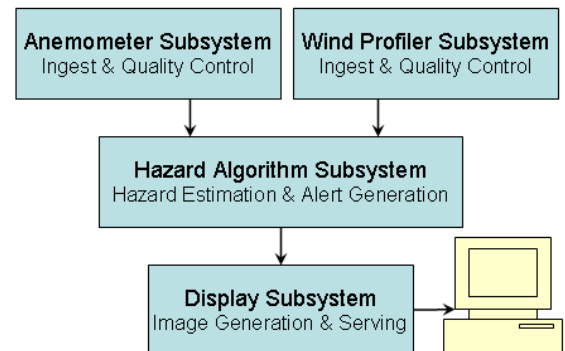 Anemometer Subsystem
Ingest & Quality Control
Wind Profiler Subsystem
Ingest & Quality Control
Hazard Algorithm Subsystem
Hazard Estimation & Alert Generation
Display Subsystem
Image Generation & Serving